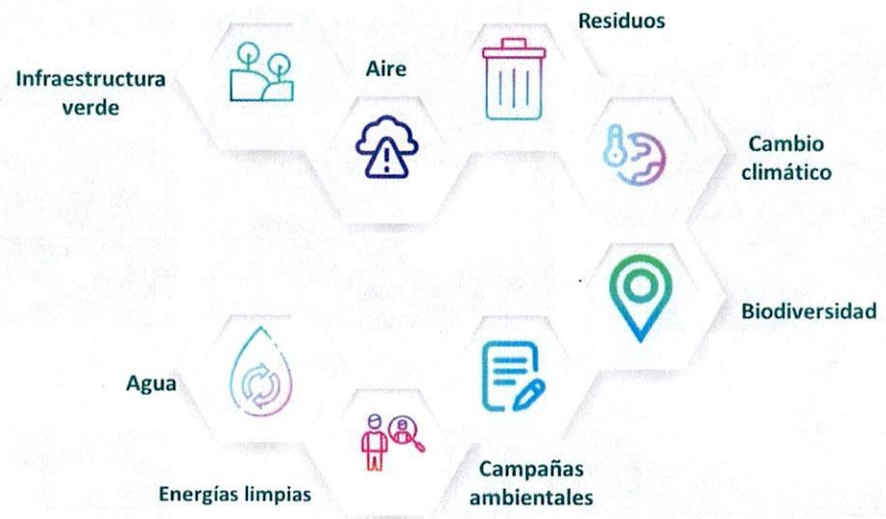 Residuos
Aire
Infraestructura
verde
Cambio
climático
Biodiversidad
Agua
Campañas
ambientales
Energías limpias